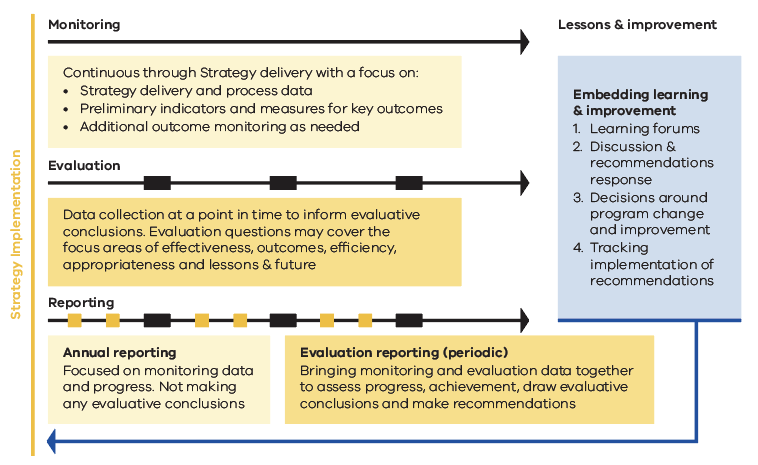 Strategy Implementation
Monitoring
Continuous through Strategy delivery with a focus on:
• Strategy delivery and process data
• Preliminary indicators and measures for key outcomes
• Additional outcome monitoring as needed
Evaluation
Data collection at a point in time to inform evaluative
conclusions. Evaluation questions may cover the
focus areas of effectiveness, outcomes, efficiency,
appropriateness and lessons & future
Reporting
Annual reporting
Focused on monitoring data
and progress. Not making
any evaluative conclusions
Evaluation reporting (periodic)
Bringing monitoring and evaluation data together
to assess progress, achievement, draw evaluative
conclusions and make recommendations
Lessons & improvement
Embedding learning
& improvement
1. Learning forums
2. Discussion &
recommendations
response
3. Decisions around
program change
and improvement
4. Tracking
implementation of
recommendations